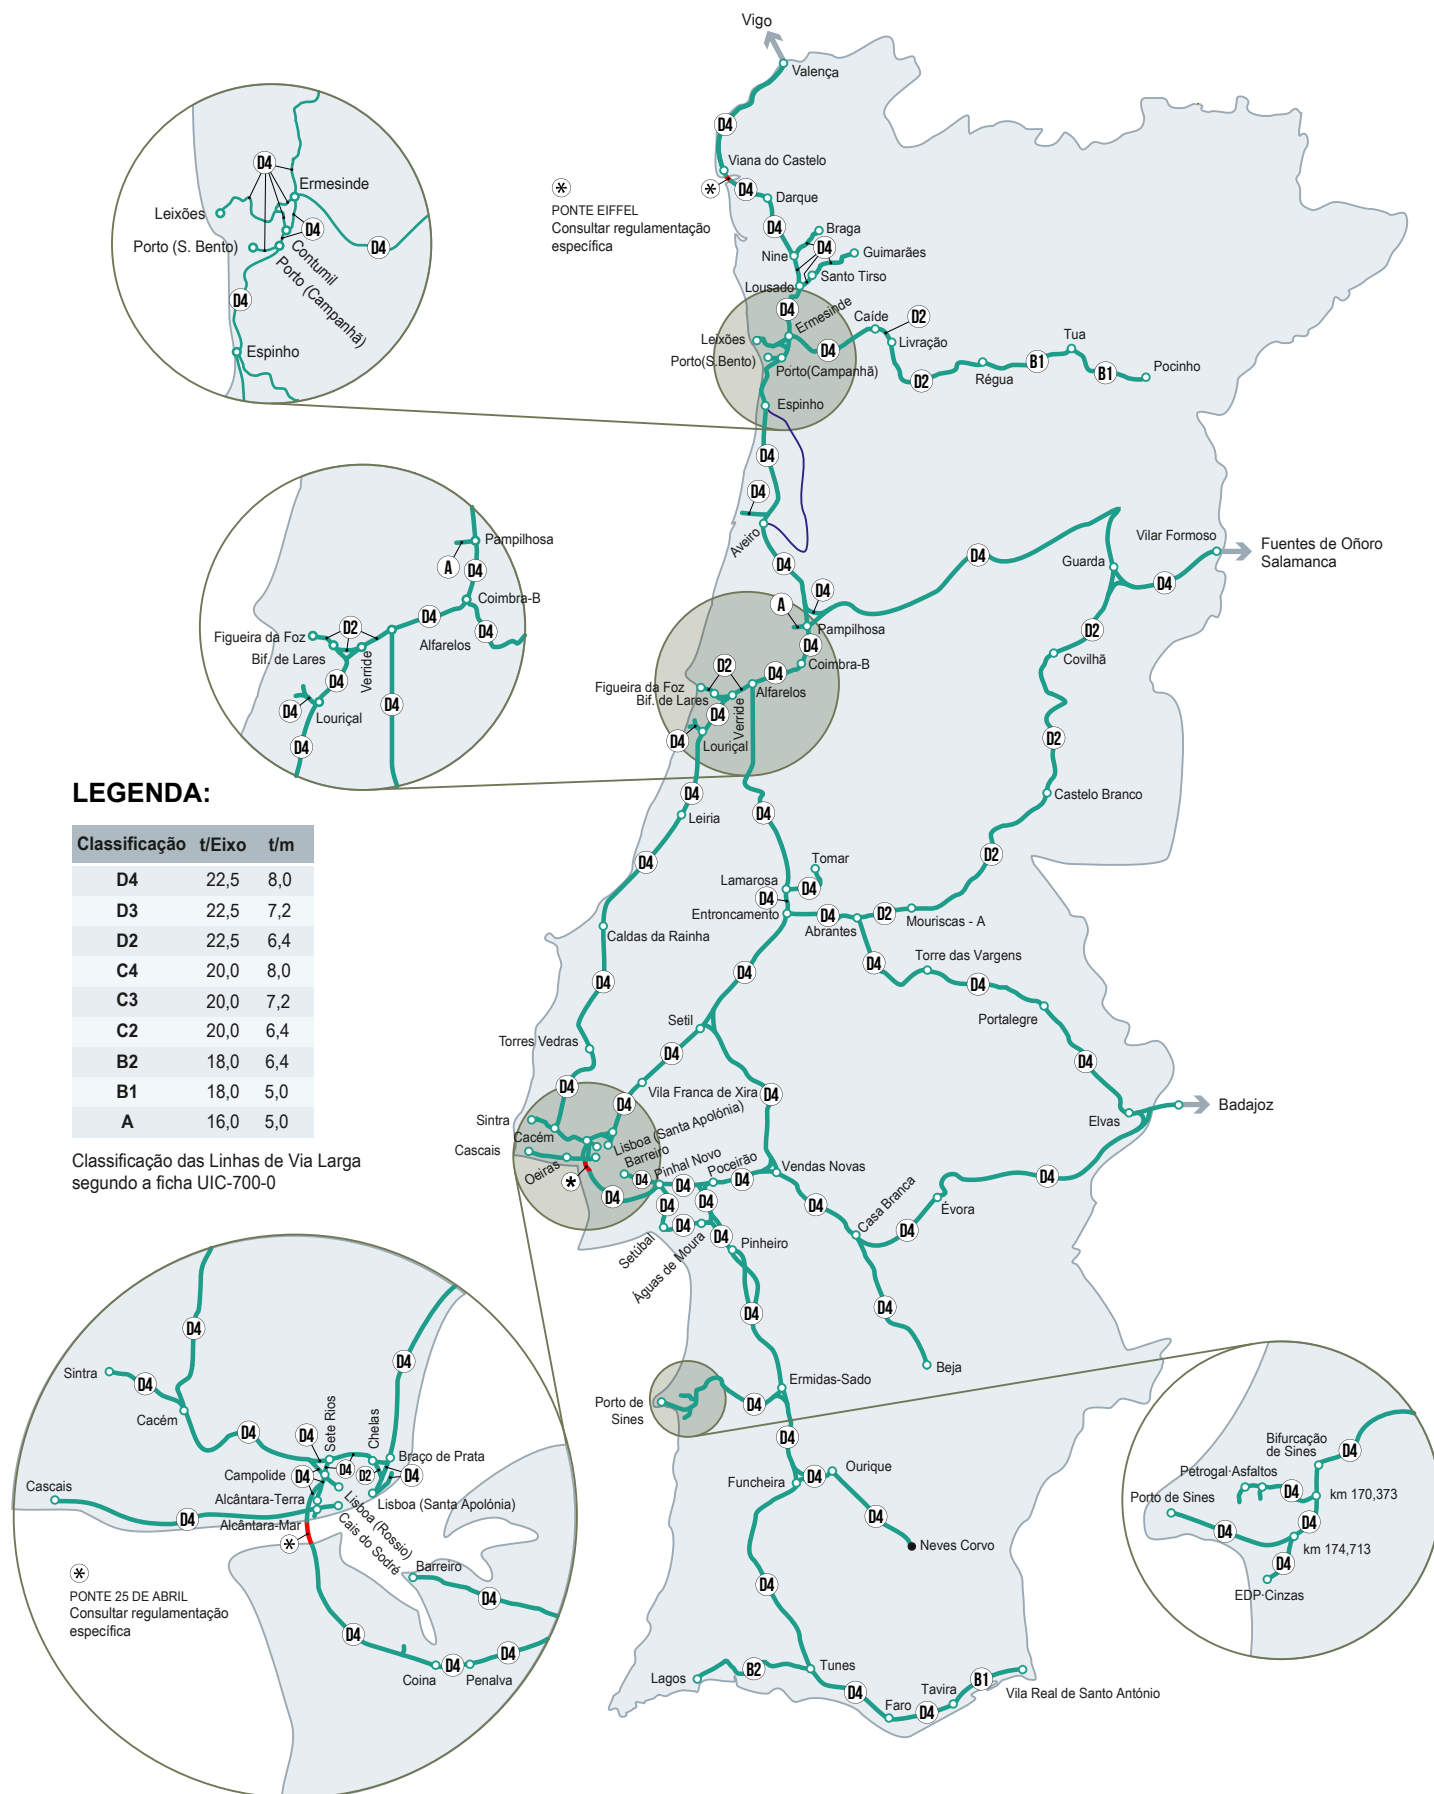 Vigo
Valença
D4
Viana do Castelo
*
D4
Darque
D4
Braga
Nine
D4
Guimarães
Santo Tirso
Lousado
D4
Ermesinde
Caíde
D2
Leixões
Livração
Tua
D4
Porto(S.Bento)
Porto(Campanhã)
D2
Régua
B1
B1
Pocinho
Espinho
D4
D4
Aveiro
D4
D4
Vilar Formoso
Fuentes de Oñoro
Salamanca
Guarda
D4
A
D4
Pampilhosa
D2
D4
Coimbra-B
Covilhã
D2
D4
Figueira da Foz
Bif. de Lares
Alfarelos
Verride
D4
D4
Louriçal
D2
D4
Leiria
D4
Castelo Branco
D4
Tomar
D2
Lamarosa
D4
D4
Entroncamento
D4
Abrantes
D2
Mouriscas - A
Caldas da Rainha
D4
Torre das Vargens
D4
D4
D4
Portalegre
Setil
Torres Vedras
D4
D4
D4
Vila Franca de Xira
D4
D4
Elvas
Badajoz
Sintra
Cacém
Lisboa (Santa Apolónia)
Cascais
Oeiras
Barreiro
*
D4
D4
Pinhal Novo
D4
Poceirão
D4
Vendas Novas
D4
D4
Setúbal
D4
Águas de Moura
D4
Pinheiro
D4
Casa Branca
D4
Évora
D4
D4
D4
Beja
Ermidas-Sado
D4
Porto de
Sines
D4
Funcheira
D4
Ourique
D4
Neves Corvo
D4
Lagos
B2
Tunes
D4
Faro
D4
Tavira
B1
Vila Real de Santo António
*
PONTE EIFFEL
Consultar regulamentação
específica
D4
Ermesinde
Leixões
D4
Porto (S. Bento)
Contumil
Porto (Campanhã)
D4
D4
Espinho
Pampilhosa
A
D4
Coimbra-B
D4
D2
D4
Figueira da Foz
Bif. de Lares
Verride
Alfarelos
D4
D4
D4
Louriçal
D4
LEGENDA:
Classificação t/Eixo t/m
D4 22,5 8,0
D3 22,5 7,2
D2 22,5 6,4
C4 20,0 8,0
C3 20,0 7,2
C2 20,0 6,4
B2 18,0 6,4
B1 18,0 5,0
A 16,0 5,0
Classificação das Linhas de Via Larga
segundo a ficha UIC-700-0
D4
Sintra
D4
D4
Cacém
D4
D4
Sete Rios
Chelas
Braço de Prata
D4
D2
D4
Campolide
D4
Cascais
Alcântara-Terra
Lisboa (Santa Apolónia)
D4
Alcântara-Mar
Lisboa (Rossio)
Cais do Sodré
*
Barreiro
D4
*
PONTE 25 DE ABRIL
Consultar regulamentação
específica
D4
Coina
D4
Penalva
D4
Bifurcação
de Sines
D4
Petrogal·Asfaltos
D4
km 170,373
Porto de Sines
D4
D4
km 174,713
D4
EDP·Cinzas